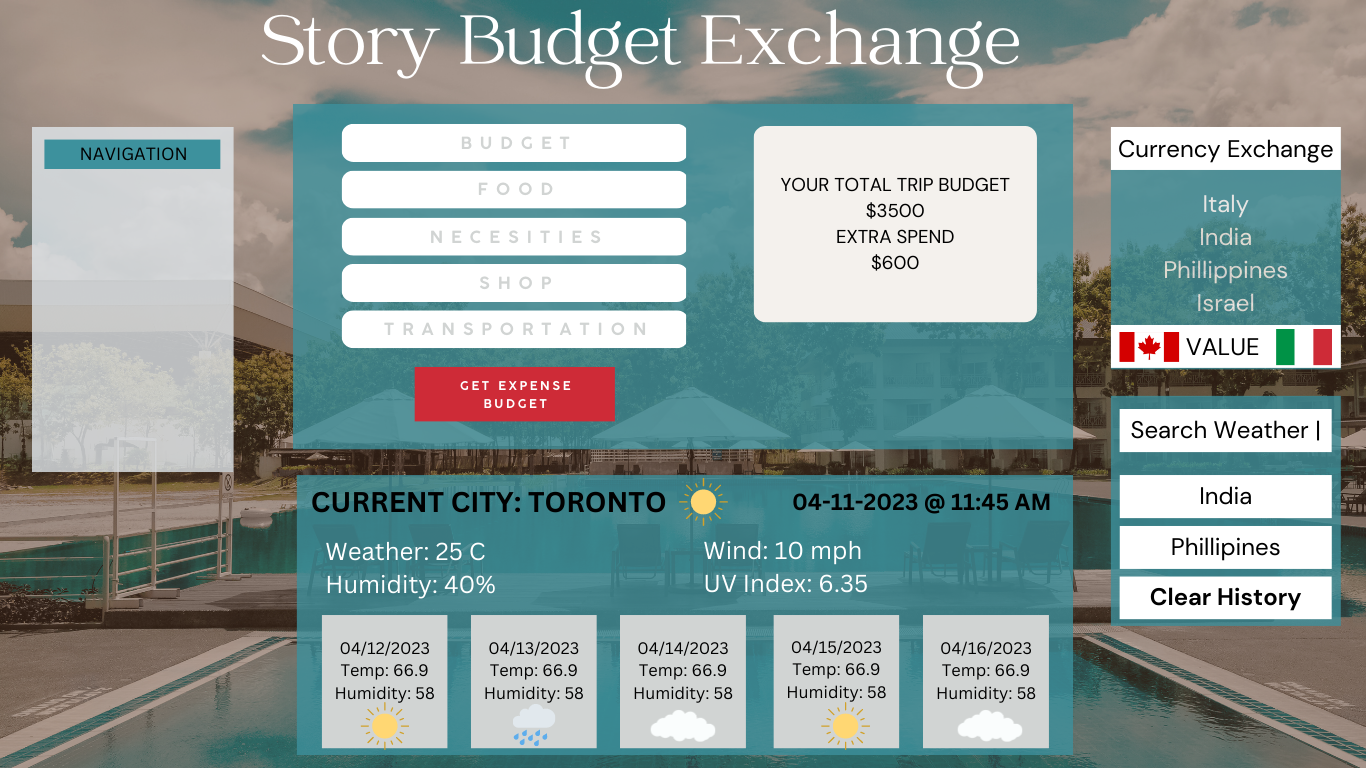 Story Budget Exchange
NAVIGATION
BUDGET
FOOD
NECESITIES
SHOP
TRANSPORTATION
GET EXPENSE
BUDGET
YOUR TOTAL TRIP BUDGET
$3500
EXTRA SPEND
$600
Currency Exchange
Italy
India
Phillippines
Israel
VALUE
Search Weather |
India
Phillipines
Clear History
CURRENT CITY: TORONTO
04-11-2023 @ 11:45 AM
Weather: 25 C
Humidity: 40%
Wind: 10 mph
UV Index: 6.35
04/12/2023
Temp: 66.9
Humidity: 58
04/13/2023
Temp: 66.9
Humidity: 58
04/14/2023
Temp: 66.9
Humidity: 58
04/15/2023
Temp: 66.9
Humidity: 58
04/16/2023
Temp: 66.9
Humidity: 58